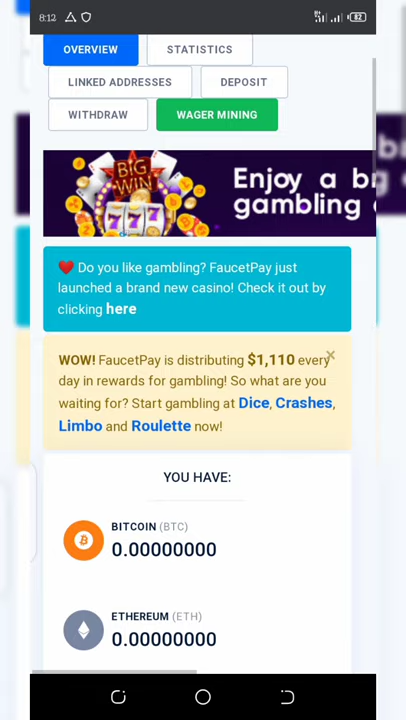 8:12
82
OVERVIEW
STATISTICS
LINKED ADDRESSES
DEPOSIT
WITHDRAW
WAGER MINING
BIG
WIN
777
Enjoy a b
gambling
❤️ Do you like gambling? FaucetPay just
launched a brand new casino! Check it out by
clicking here
×
WOW! FaucetPay is distributing $1,110 every
day in rewards for gambling! So what are you
waiting for? Start gambling at Dice, Crashes,
Limbo and Roulette now!
YOU HAVE:
BITCOIN (BTC)
0.00000000
ETHEREUM (ETH)
0.00000000